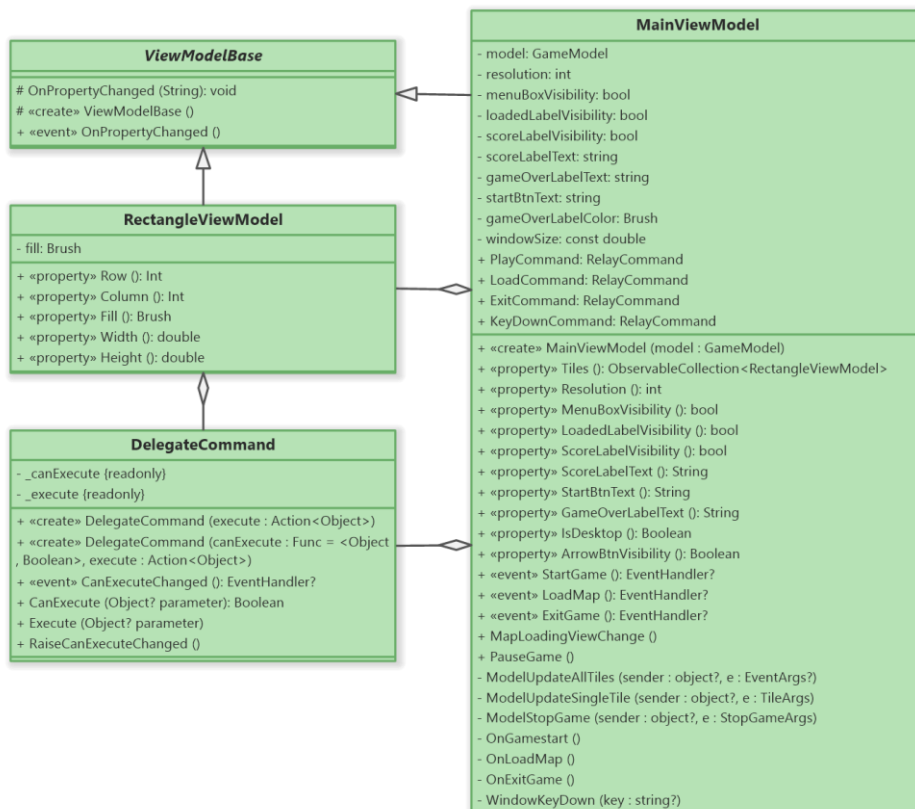 ViewModelBase
# OnPropertyChanged (String): void
# «create» ViewModelBase ()
+ «event» OnPropertyChanged ()
RectangleViewModel
- fill: Brush
+ «property» Row (): Int
+ «property» Column (): Int
+ «property» Fill (): Brush
+ «property» Width (): double
+ «property» Height (): double
DelegateCommand
- _canExecute {readonly}
- _execute {readonly}
+ «create» DelegateCommand (execute : Action<Object>)
+ «create» DelegateCommand (canExecute : Func = <Object
, Boolean>, execute : Action<Object>)
+ «event» CanExecuteChanged (): EventHandler?
+ CanExecute (Object? parameter): Boolean
+ Execute (Object? parameter)
+ RaiseCanExecuteChanged ()
MainViewModel
- model: GameModel
- resolution: int
- menuBoxVisibility: bool
- loadedLabelVisibility: bool
- scoreLabelVisibility: bool
- scoreLabelText: string
- gameOverLabelText: string
- startBtnText: string
- gameOverLabelColor: Brush
- windowSize: const double
+ PlayCommand: RelayCommand
+ LoadCommand: RelayCommand
+ ExitCommand: RelayCommand
+ KeyDownCommand: RelayCommand
+ «create» MainViewModel (model : GameModel)
+ «property» Tiles (): ObservableCollection<RectangleViewModel>
+ «property» Resolution (): int
+ «property» MenuBoxVisibility (): bool
+ «property» LoadedLabelVisibility (): bool
+ «property» ScoreLabelVisibility (): bool
+ «property» ScoreLabelText (): String
+ «property» StartBtnText (): String
+ «property» GameOverLabelText (): String
+ «property» IsDesktop (): Boolean
+ «property» ArrowBtnVisibility (): Boolean
+ «event» StartGame (): EventHandler?
+ «event» LoadMap (): EventHandler?
+ «event» ExitGame (): EventHandler?
+ MapLoadingViewChange ()
+ PauseGame ()
- ModelUpdateAllTiles (sender : object?, e : EventArgs?)
- ModelUpdateSingleTile (sender : object?, e : TileArgs)
- ModelStopGame (sender : object?, e : StopGameArgs)
- OnGamestart ()
- OnLoadMap ()
- OnExitGame ()
- WindowKeyDown (key : string?)